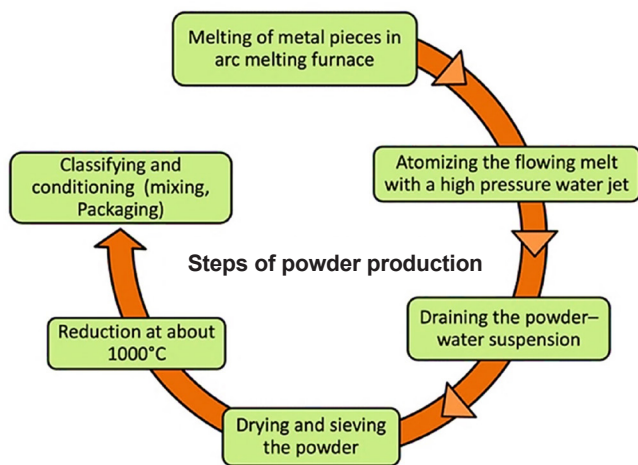 Melting of metal pieces in
arc melting furnace
Atomizing the flowing melt
with a high pressure water jet
Draining the powder–
water suspension
Drying and sieving
the powder
Reduction at about
1000°C
Classifying and
conditioning (mixing,
Packaging)
Steps of powder production